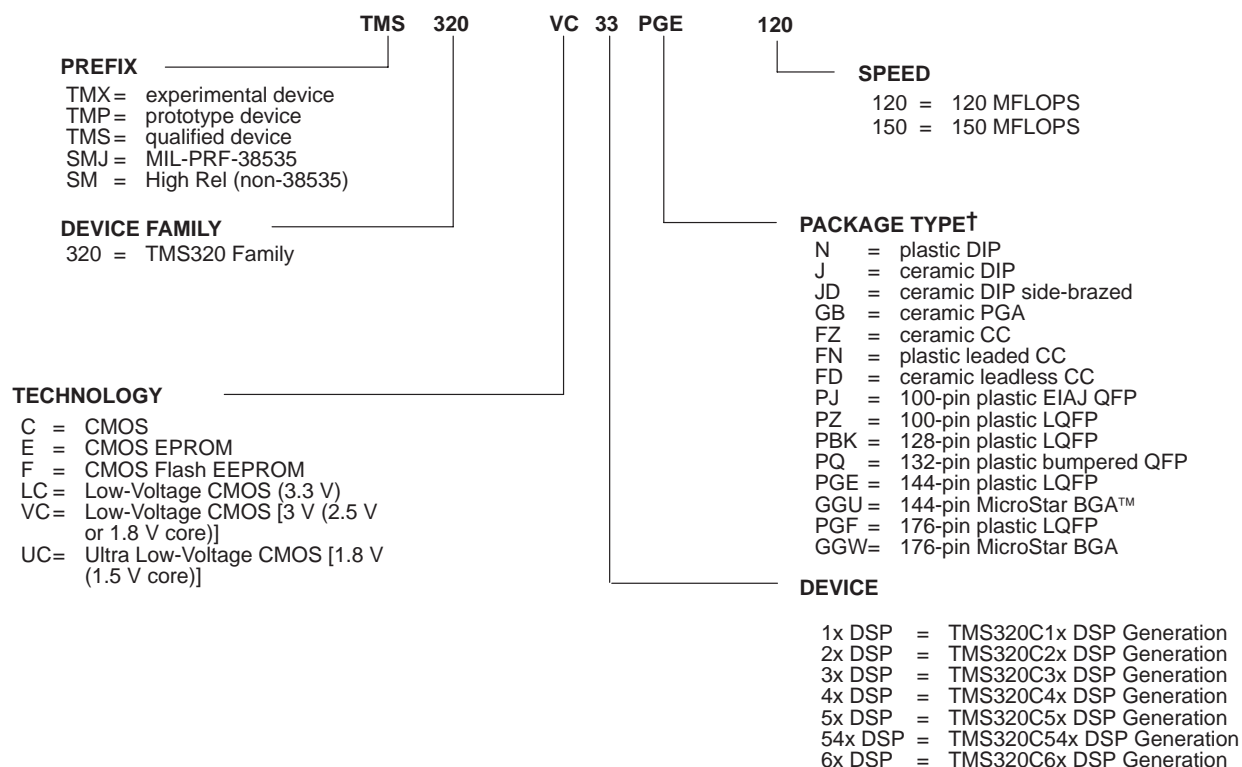 TMS 320 VC 33 PGE 120
PREFIX
TMX = experimental device
TMP = prototype device
TMS = qualified device
SMJ = MIL-PRF-38535
SM = High Rel (non-38535)
SPEED
120 = 120 MFLOPS
150 = 150 MFLOPS
DEVICE FAMILY
320 = TMS320 Family
PACKAGE TYPE†
N = plastic DIP
J = ceramic DIP
JD = ceramic DIP side-brazed
GB = ceramic PGA
FZ = ceramic CC
FN = plastic leaded CC
FD = ceramic leadless CC
PJ = 100-pin plastic EIAJ QFP
PZ = 100-pin plastic LQFP
PBK = 128-pin plastic LQFP
PQ = 132-pin plastic bumpered QFP
PGE = 144-pin plastic LQFP
GGU = 144-pin MicroStar BGA™
PGF = 176-pin plastic LQFP
GGW= 176-pin MicroStar BGA
TECHNOLOGY
C = CMOS
E = CMOS EPROM
F = CMOS Flash EEPROM
LC = Low-Voltage CMOS (3.3 V)
VC = Low-Voltage CMOS [3 V (2.5 V
or 1.8 V core)]
UC= Ultra Low-Voltage CMOS [1.8 V
(1.5 V core)]
DEVICE
1x DSP = TMS320C1x DSP Generation
2x DSP = TMS320C2x DSP Generation
3x DSP = TMS320C3x DSP Generation
4x DSP = TMS320C4x DSP Generation
5x DSP = TMS320C5x DSP Generation
54x DSP = TMS320C54x DSP Generation
6x DSP = TMS320C6x DSP Generation